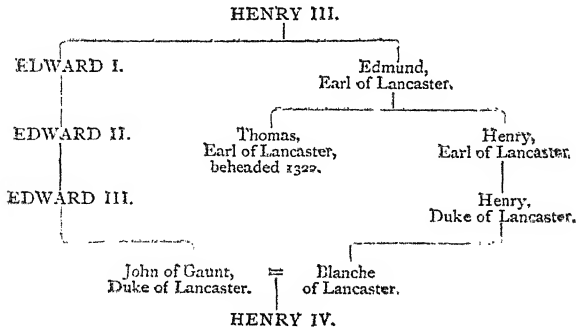 HENRY III.
EDWARD I.
Edmund,
Earl of Lancaster.
EDWARD II.
Thomas,
Earl of Lancaster,
beheaded 1322.
Henry,
Earl of Lancaster.
EDWARD III.
Henry,
Duke of Lancaster.
John of Gaunt,
Duke of Lancaster.
=
Blanche
of Lancaster.
HENRY IV.